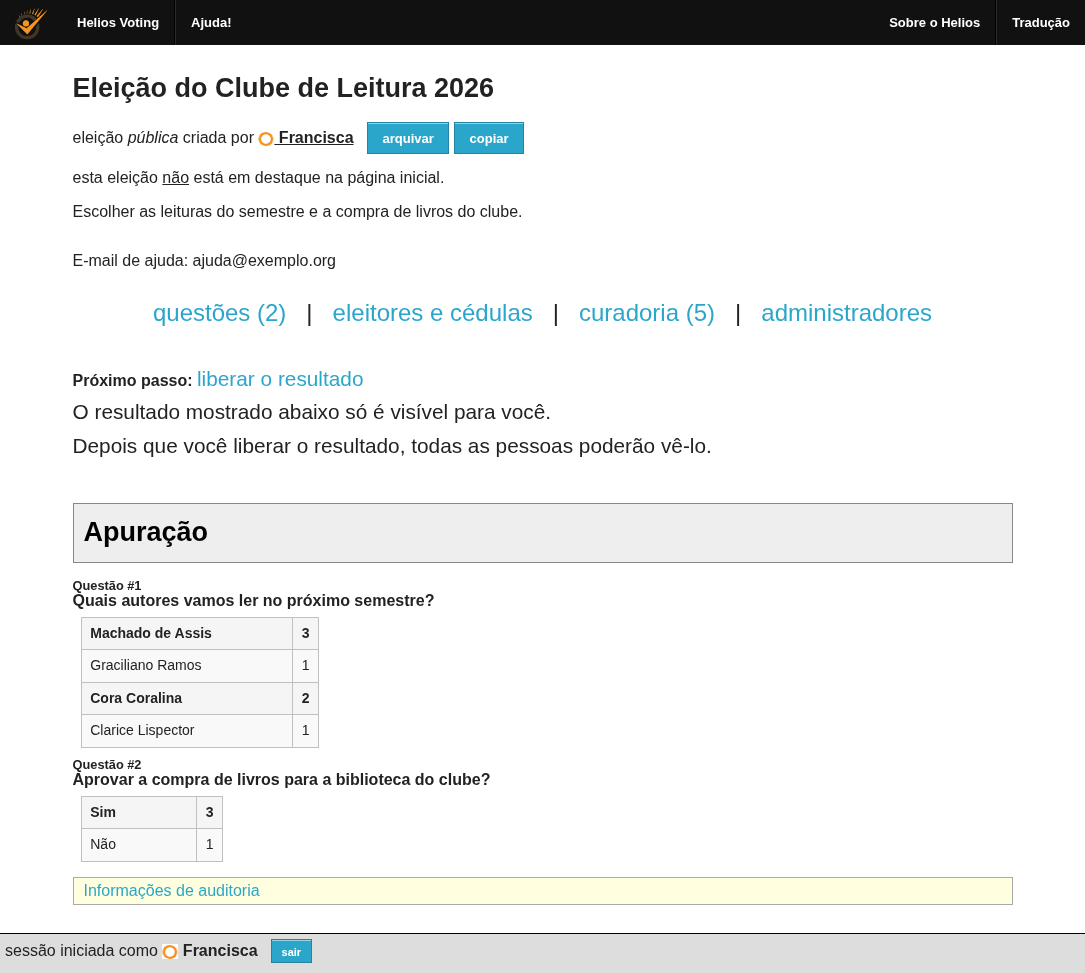 Helios Voting Ajuda! Sobre o Helios Tradução
Eleição do Clube de Leitura 2026
eleição pública criada por Francisca arquivar copiar
esta eleição não está em destaque na página inicial.
Escolher as leituras do semestre e a compra de livros do clube.
E-mail de ajuda: ajuda@exemplo.org
questões (2) | eleitores e cédulas | curadoria (5) | administradores
Próximo passo: liberar o resultado
O resultado mostrado abaixo só é visível para você.
Depois que você liberar o resultado, todas as pessoas poderão vê-lo.
Apuração
Questão #1
Quais autores vamos ler no próximo semestre?
Machado de Assis 3
Graciliano Ramos 1
Cora Coralina 2
Clarice Lispector 1
Questão #2
Aprovar a compra de livros para a biblioteca do clube?
Sim 3
Não 1
Informações de auditoria
sessão iniciada como Francisca sair